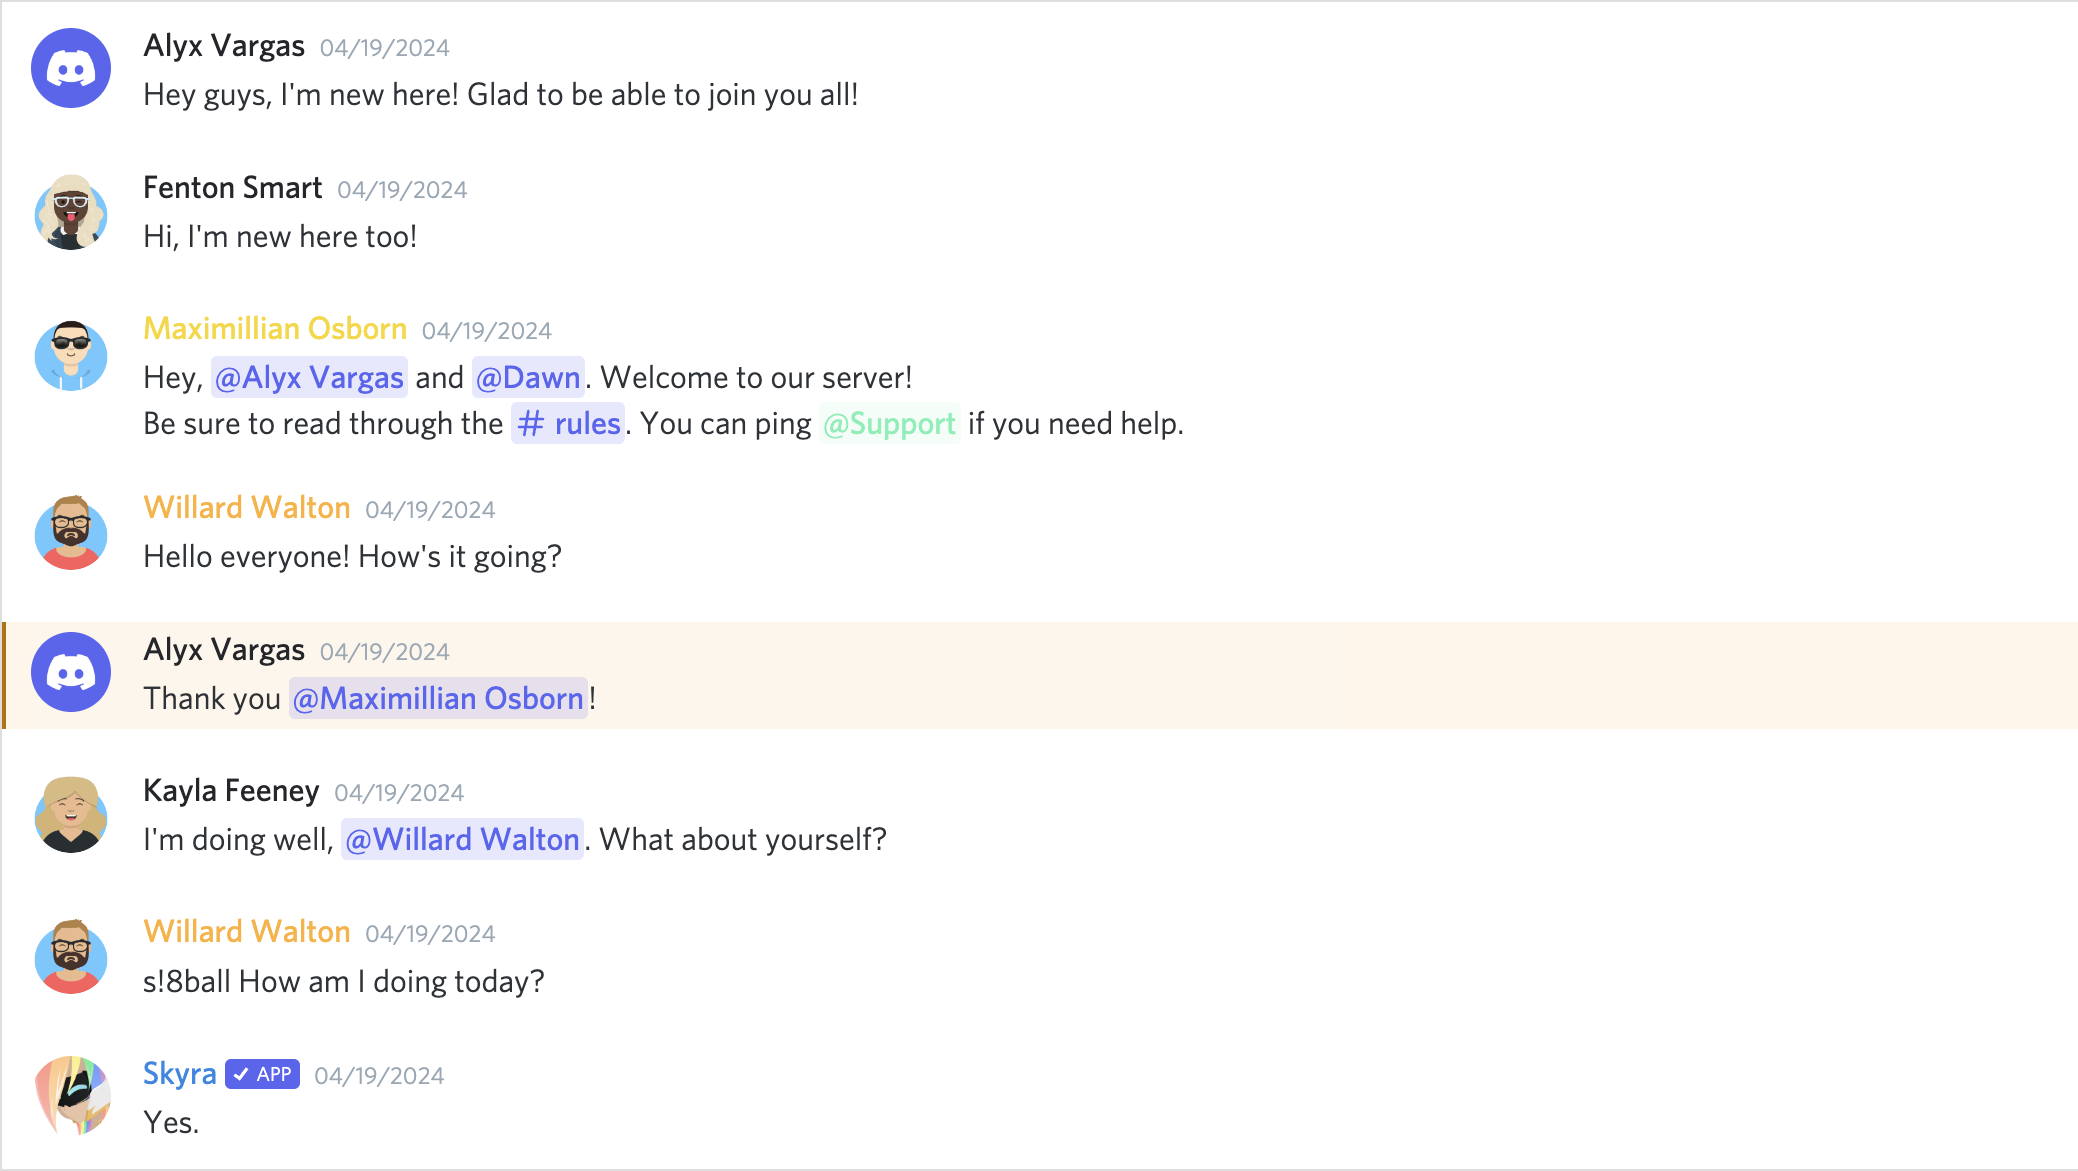 Alyx Vargas 04/19/2024
Hey guys, I'm new here! Glad to be able to join you all!
Fenton Smart 04/19/2024
Hi, I'm new here too!
Maximillian Osborn 04/19/2024
Hey, @Alyx Vargas and @Dawn. Welcome to our server!
Be sure to read through the # rules. You can ping @Support if you need help.
Willard Walton 04/19/2024
Hello everyone! How's it going?
Alyx Vargas 04/19/2024
Thank you @Maximillian Osborn!
Kayla Feeney 04/19/2024
I'm doing well, @Willard Walton. What about yourself?
Willard Walton 04/19/2024
s!8ball How am I doing today?
Skyra ✓ APP 04/19/2024
Yes.